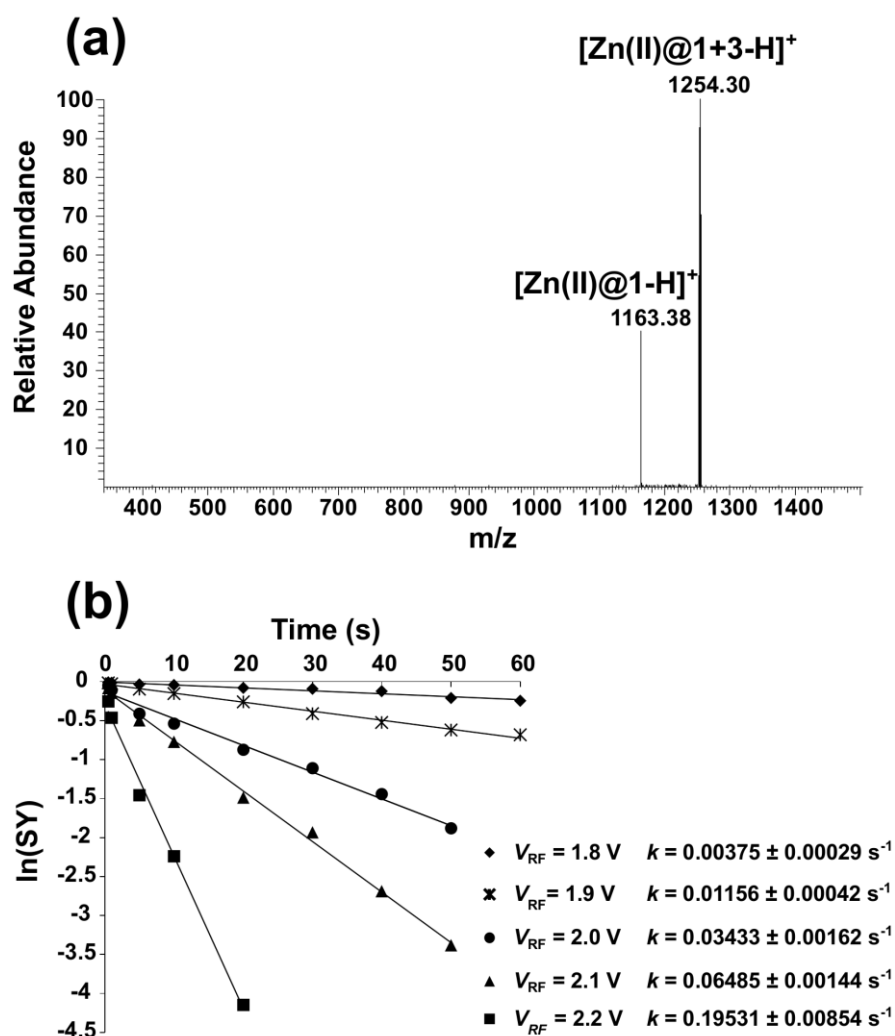 (a)
[Zn(II)@1+3-H]+
1254.30
[Zn(II)@1-H]+
1163.38
Relative Abundance
100
90
80
70
60
50
40
30
20
10
400 500 600 700 800 900 1000 1100 1200 1300 1400
m/z
(b)
Time (s)
0 10 20 30 40 50 60
ln(SY)
0
-0.5
-1
-1.5
-2
-2.5
-3
-3.5
-4
-4.5
VRF = 1.8 V k = 0.00375 ± 0.00029 s-1
VRF = 1.9 V k = 0.01156 ± 0.00042 s-1
VRF = 2.0 V k = 0.03433 ± 0.00162 s-1
VRF = 2.1 V k = 0.06485 ± 0.00144 s-1
VRF = 2.2 V k = 0.19531 ± 0.00854 s-1